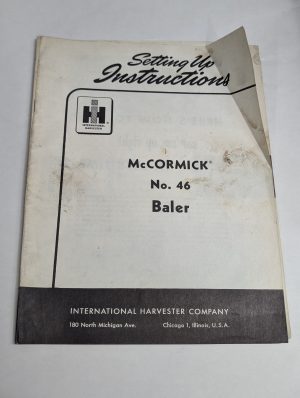 Setting Up
Instructions
IH
INTERNATIONAL
HARVESTER
McCORMICK®
No. 46
Baler
INTERNATIONAL HARVESTER COMPANY
180 North Michigan Ave. Chicago 1, Illinois, U.S.A.